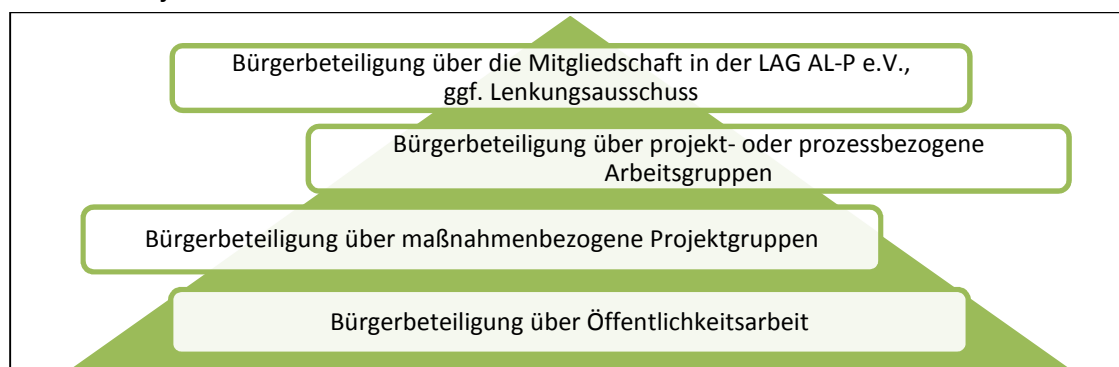 Bürgerbeteiligung über die Mitgliedschaft in der LAG AL-P e.V.,
ggf. Lenkungsausschuss
Bürgerbeteiligung über projekt- oder prozessbezogene
Arbeitsgruppen
Bürgerbeteiligung über maßnahmenbezogene Projektgruppen
Bürgerbeteiligung über Öffentlichkeitsarbeit